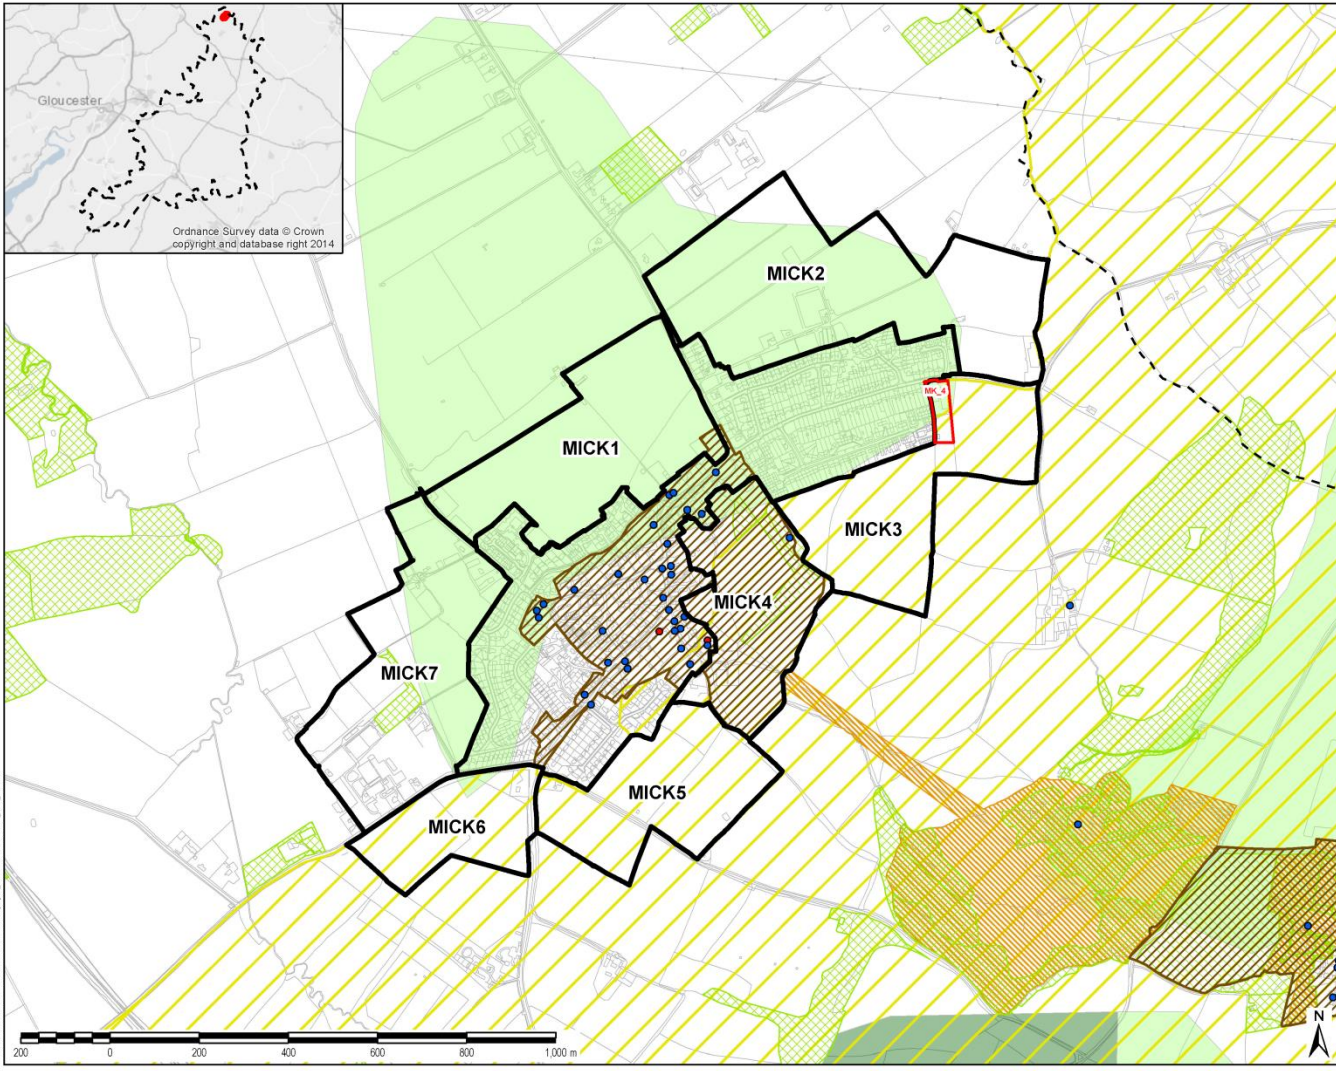 Gloucester
Ordnance Survey data © Crown
copyright and database right 2014
MICK2
MK_4
MICK1
MICK3
MICK4
MICK7
MICK5
MICK6
N
200 0 200 400 600 800 1,000 m